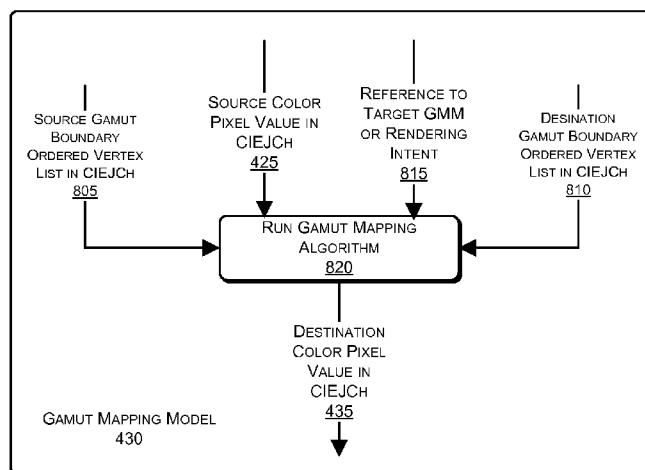 SOURCE GAMUT
BOUNDARY
ORDERED VERTEX
LIST IN CIEJCH
805
SOURCE COLOR
PIXEL VALUE IN
CIEJCH
425
REFERENCE TO
TARGET GMM
OR RENDERING
INTENT
815
DESINATION
GAMUT BOUNDARY
ORDERED VERTEX
LIST IN CIEJCH
810
RUN GAMUT MAPPING
ALGORITHM
820
DESTINATION
COLOR PIXEL
VALUE IN
CIEJCH
435
GAMUT MAPPING MODEL
430